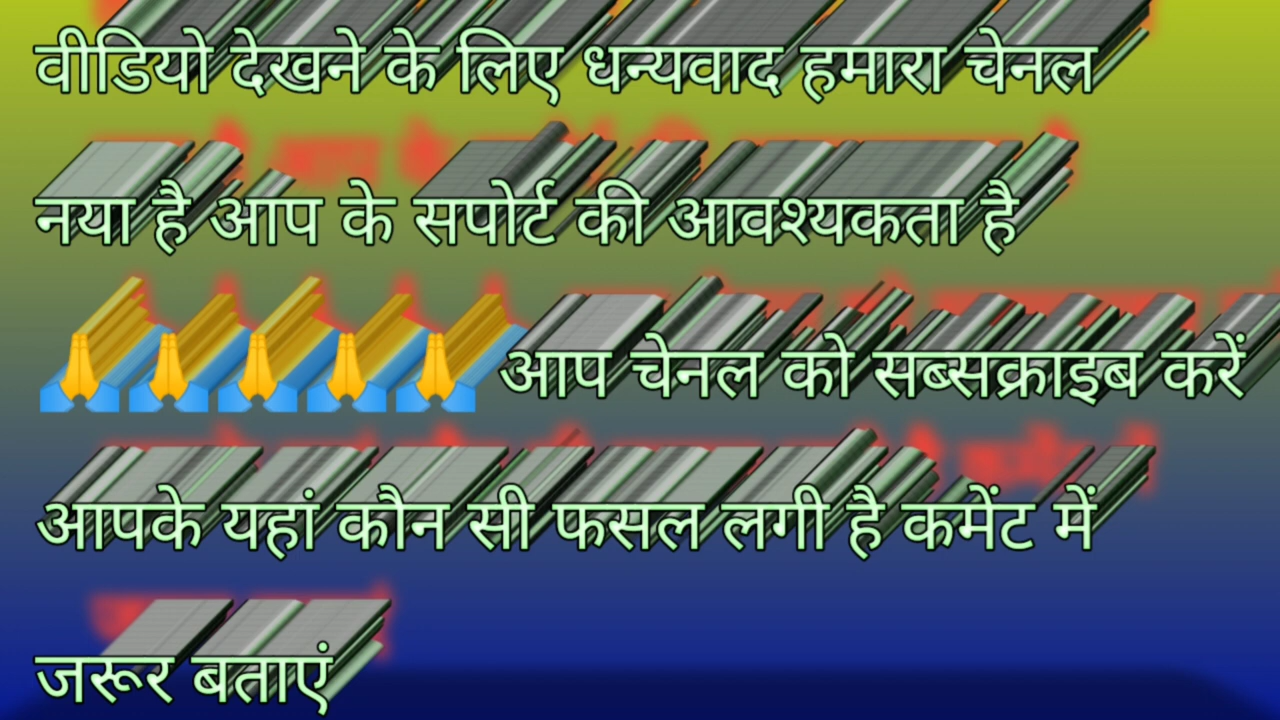 वीडियो देखने के लिए धन्यवाद हमारा चेनल
नया है आप के सपोर्ट की आवश्यकता है
🙏🙏🙏🙏🙏 आप चेनल को सब्सक्राइब करें
आपके यहां कौन सी फसल लगी है कमेंट में
जरूर बताएं